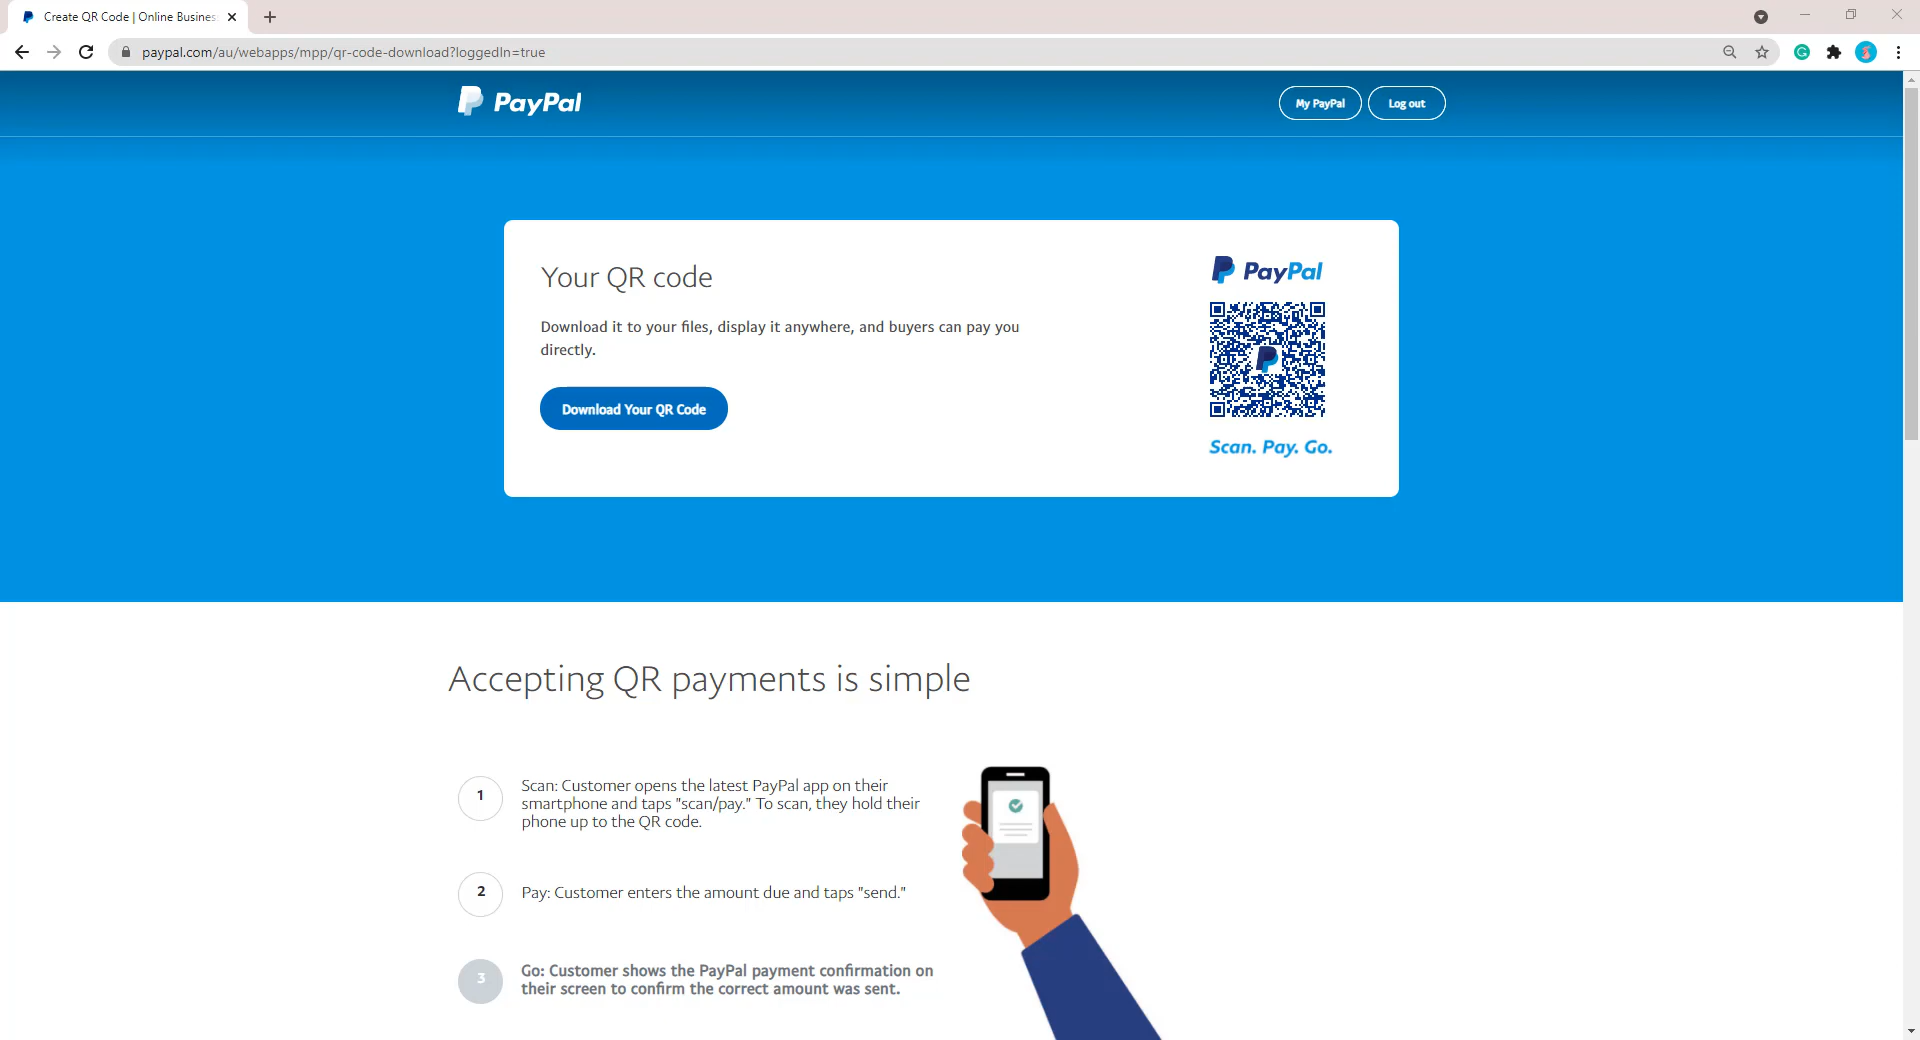 Create QR Code | Online Busines
paypal.com/au/webapps/mpp/qr-code-download?loggedIn=true
PayPal
My PayPal
Log out
Your QR code
Download it to your files, display it anywhere, and buyers can pay you
directly.
Download Your QR Code
PayPal
Scan. Pay. Go.
Accepting QR payments is simple
1
Scan: Customer opens the latest PayPal app on their
smartphone and taps "scan/pay." To scan, they hold their
phone up to the QR code.
2
Pay: Customer enters the amount due and taps "send."
3
Go: Customer shows the PayPal payment confirmation on
their screen to confirm the correct amount was sent.